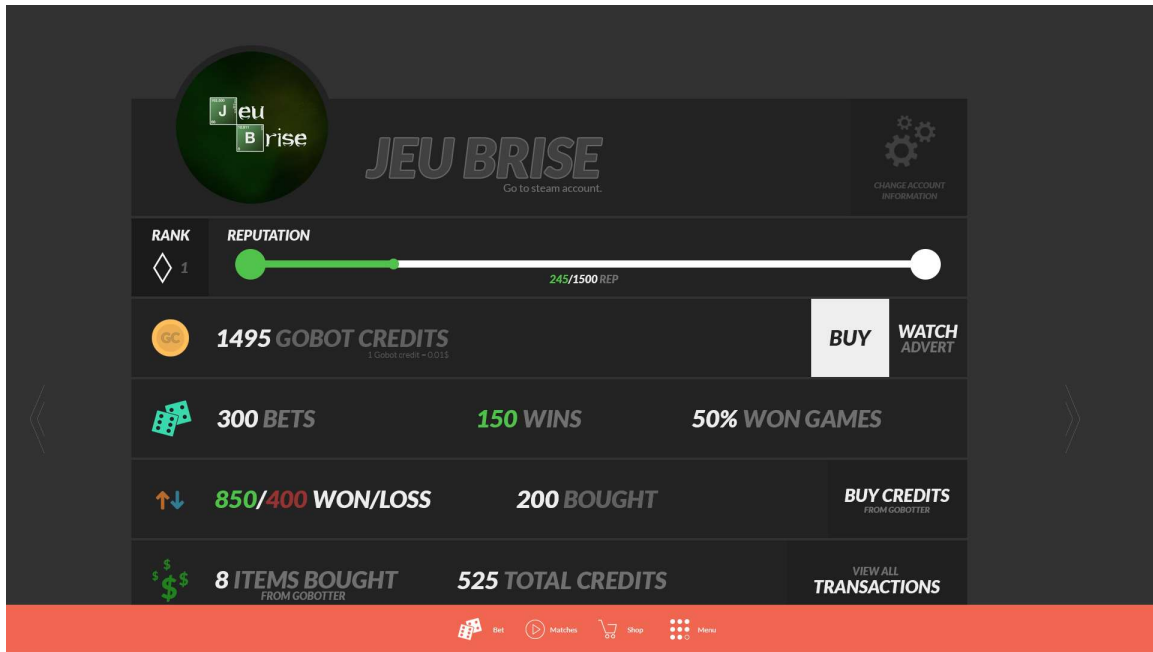 Jeu
Brise
JEU BRISE
Go to steam account.
CHANGE ACCOUNT
INFORMATION
RANK
1
REPUTATION
245/1500 REP
GC
1495 GOBOT CREDITS
1 Gobot credit = 0.01$
BUY
WATCH
ADVERT
300 BETS
150 WINS
50% WON GAMES
850/400 WON/LOSS
200 BOUGHT
BUY CREDITS
FROM GOBOTTER
$ $ $ $
8 ITEMS BOUGHT
FROM GOBOTTER
525 TOTAL CREDITS
VIEW ALL
TRANSACTIONS
Bet
Matches
Shop
Menu